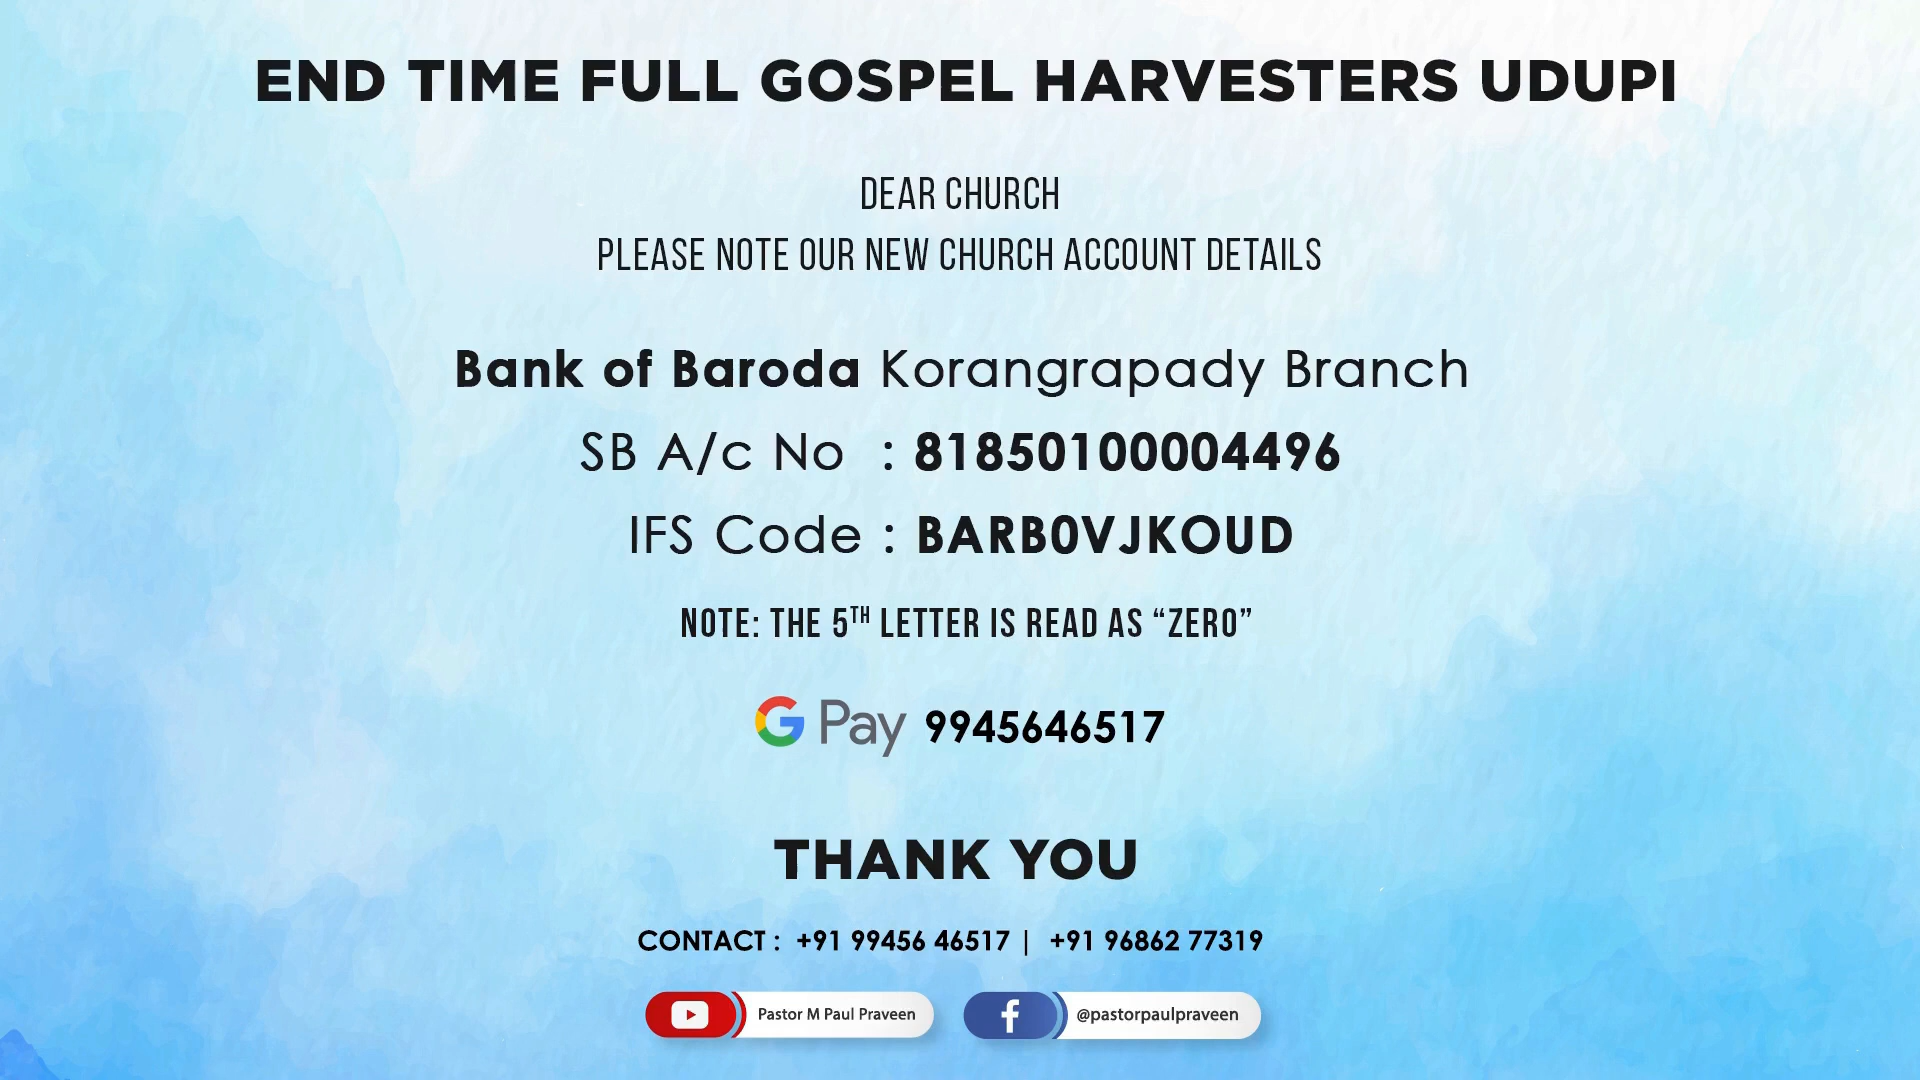 END TIME FULL GOSPEL HARVESTERS UDUPI
DEAR CHURCH
PLEASE NOTE OUR NEW CHURCH ACCOUNT DETAILS
Bank of Baroda Korangrapady Branch
SB A/c No : 81850100004496
IFS Code : BARB0VJKOUD
NOTE: THE 5TH LETTER IS READ AS “ZERO”
G Pay 9945646517
THANK YOU
CONTACT : +91 99456 46517 | +91 96862 77319
Pastor M Paul Praveen
@pastorpaulpraveen